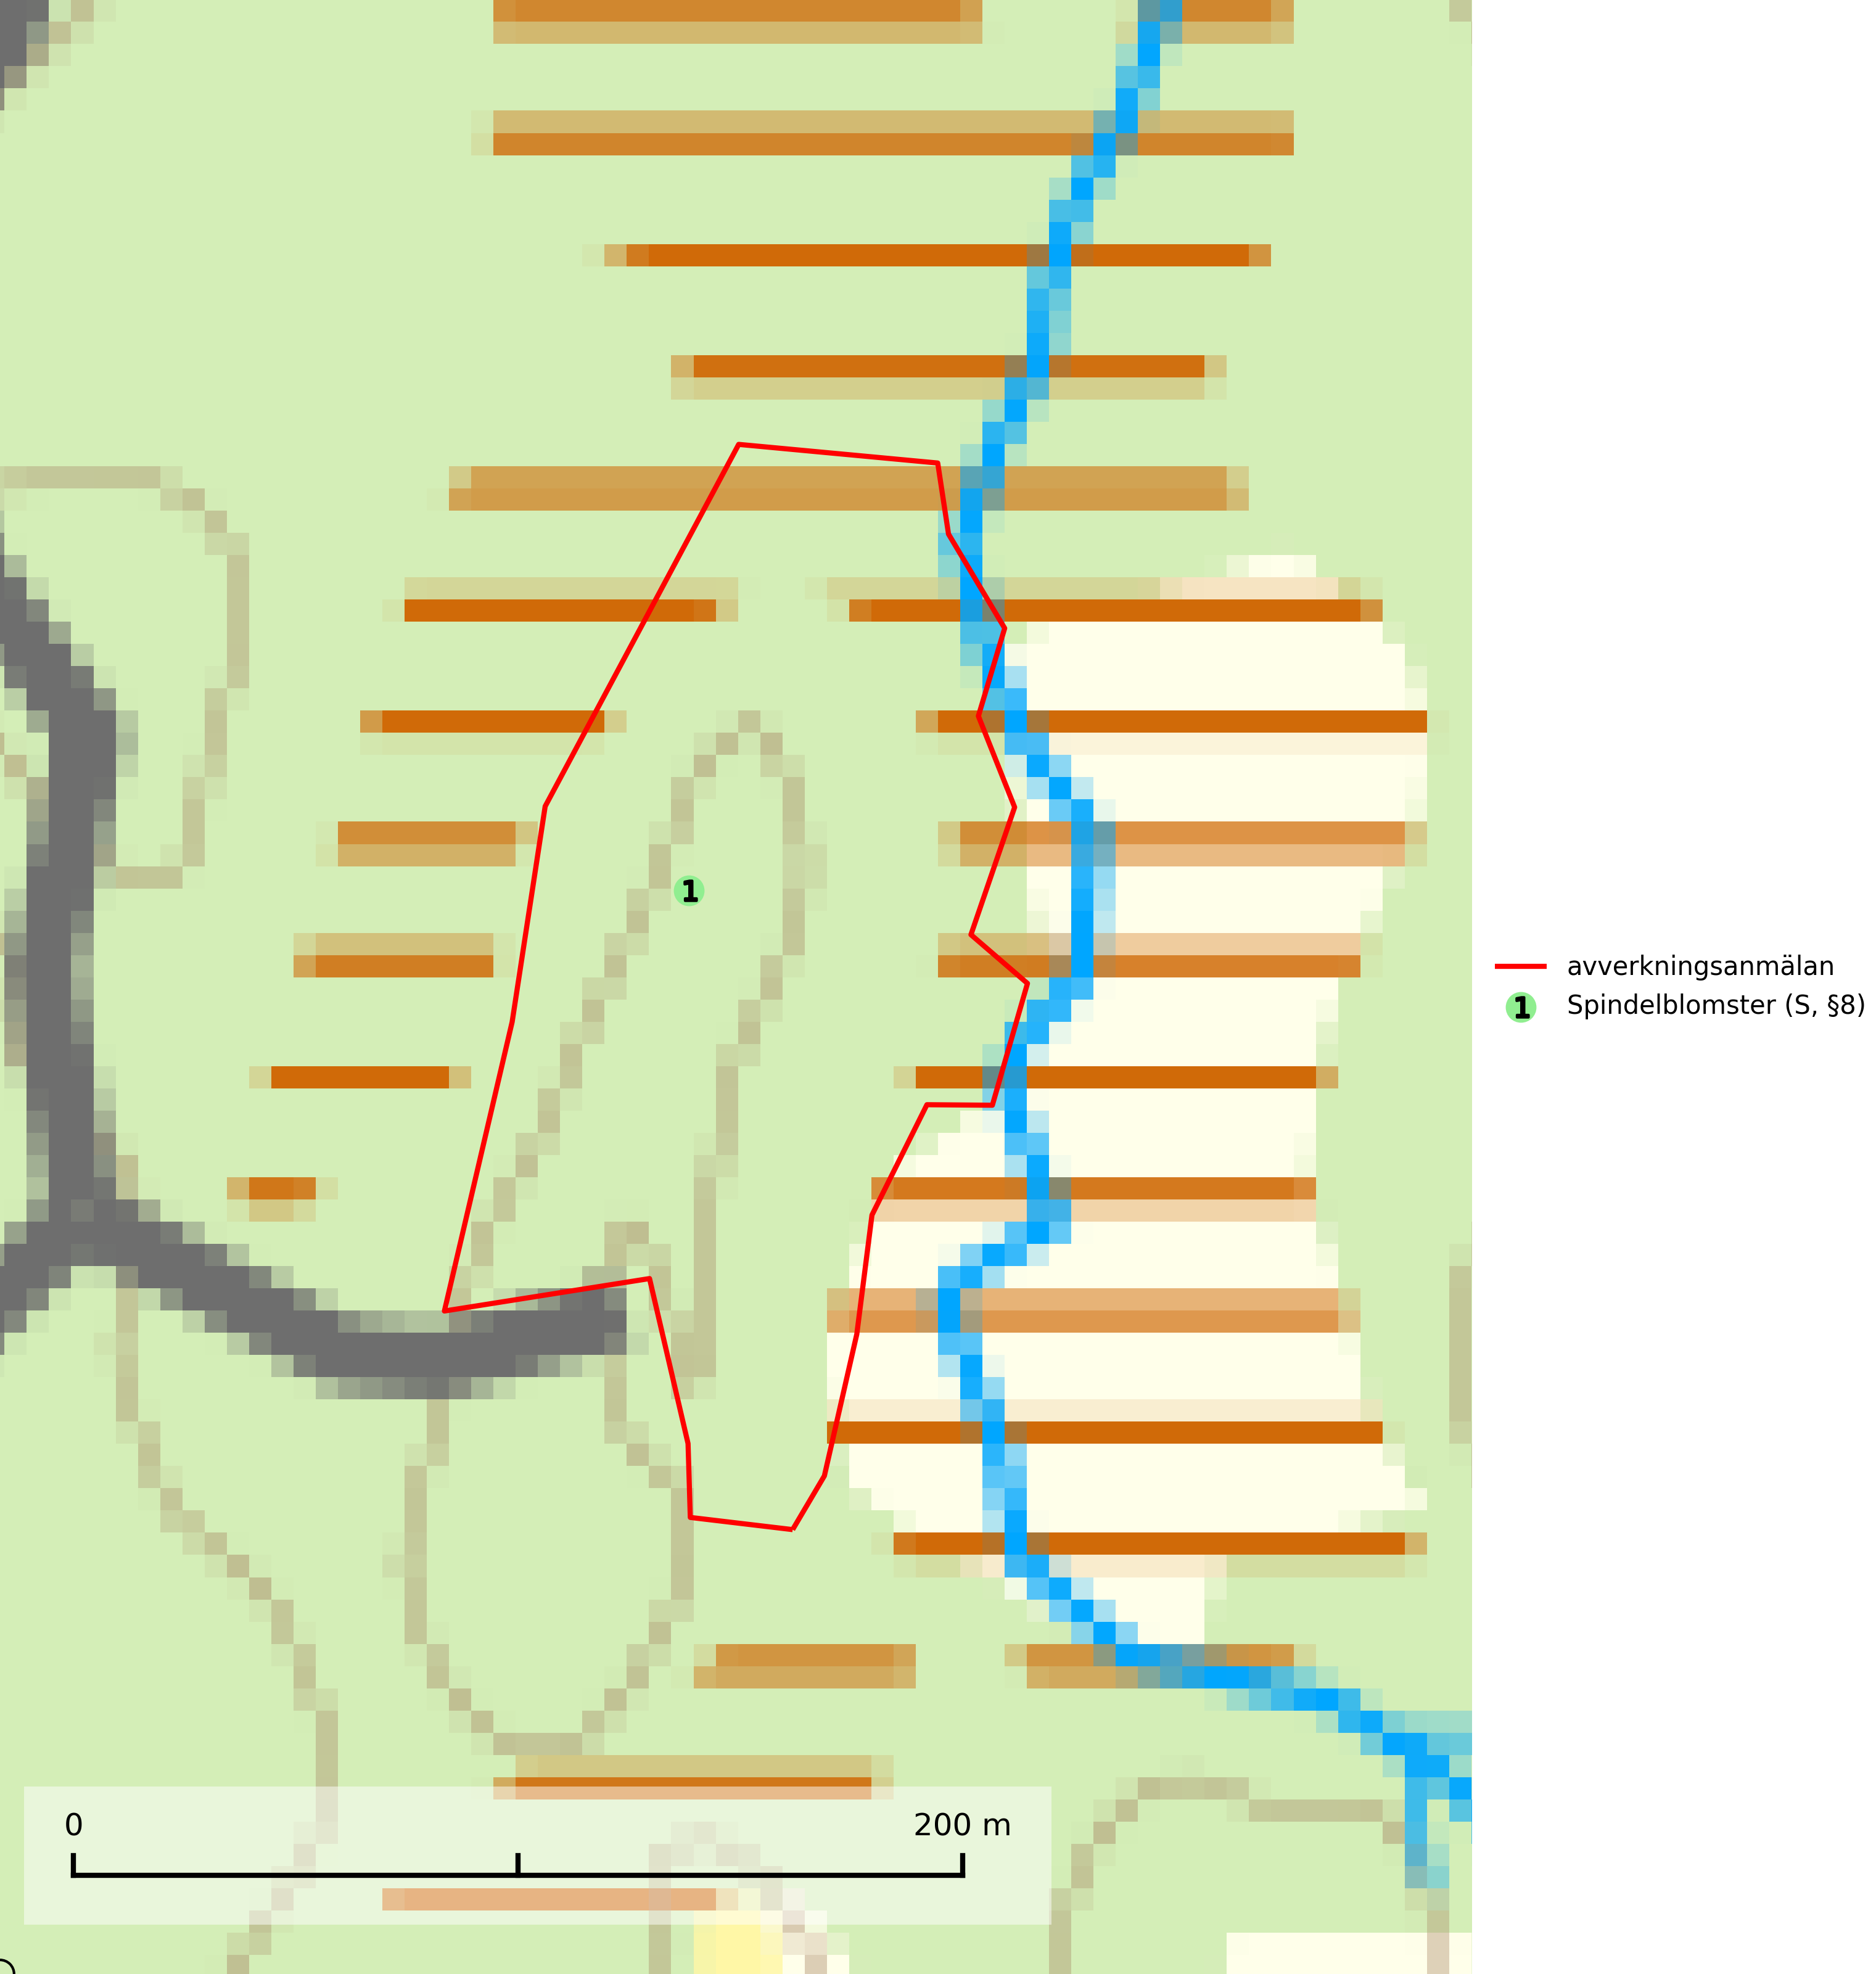 1
avverkningsanmälan
1 Spindelblomster (S, §8)
0 200 m